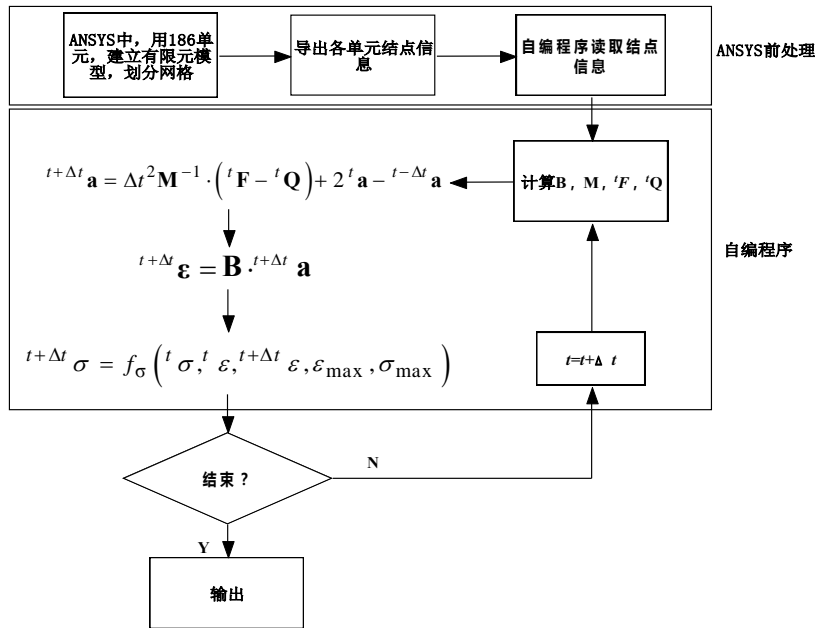 ANSYS中，用186单
元，建立有限元模
型，划分网格
导出各单元结点信
息
自编程序读取结点
信息
ANSYS前处理
^{t+Δt}a = Δt²M⁻¹·(^tF − ^tQ) + 2^ta − ^{t−Δt}a
计算B，M，^tF，^tQ
^{t+Δt}ε = B·^{t+Δt}a
自编程序
^{t+Δt}σ = f_σ(^tσ,^tε,^{t+Δt}ε,ε_max,σ_max)
t=t+Δ t
结束？
N
Y
输出